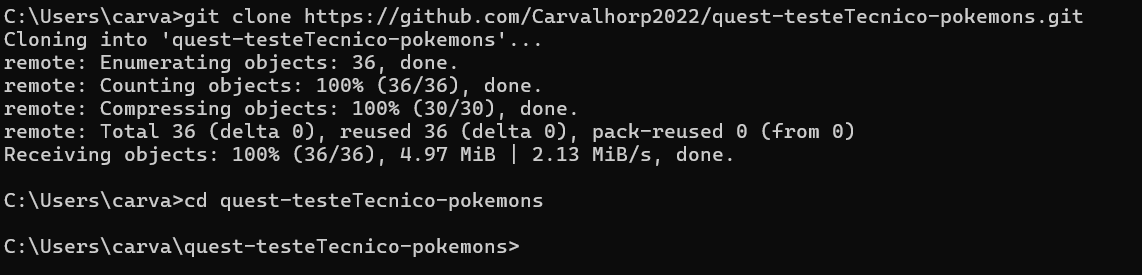 C:\Users\carva>git clone https://github.com/Carvalhorp2022/quest-testeTecnico-pokemons.git
Cloning into 'quest-testeTecnico-pokemons'...
remote: Enumerating objects: 36, done.
remote: Counting objects: 100% (36/36), done.
remote: Compressing objects: 100% (30/30), done.
remote: Total 36 (delta 0), reused 36 (delta 0), pack-reused 0 (from 0)
Receiving objects: 100% (36/36), 4.97 MiB | 2.13 MiB/s, done.
C:\Users\carva>cd quest-testeTecnico-pokemons
C:\Users\carva\quest-testeTecnico-pokemons>